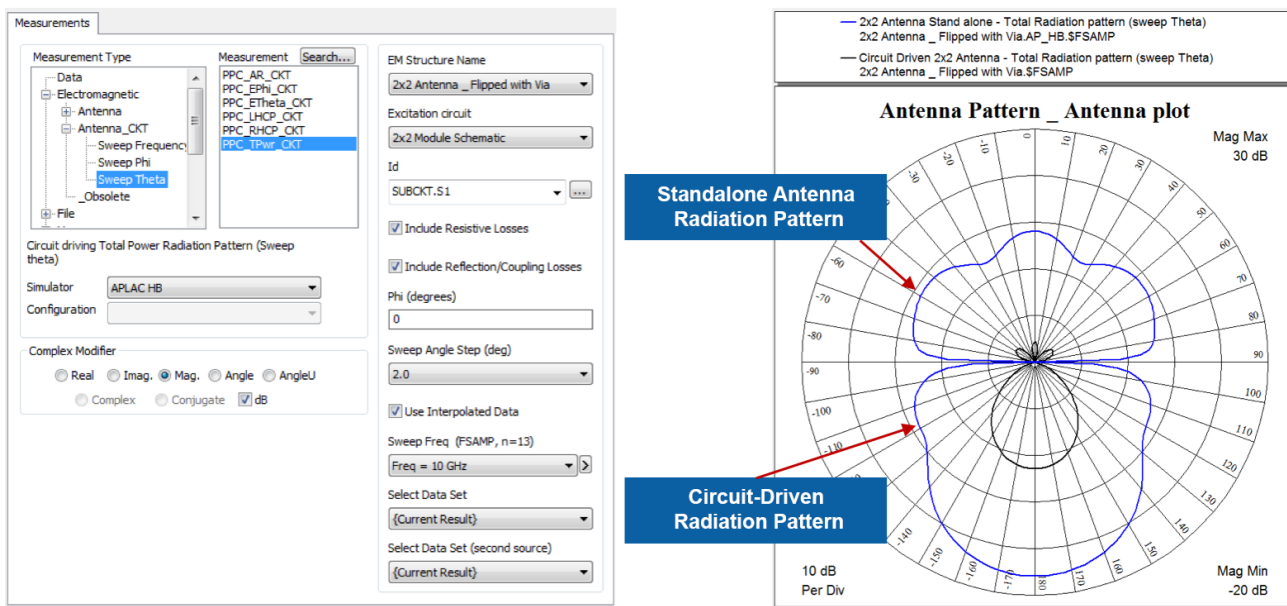 Measurements
Measurement Type
Data
Electromagnetic
Antenna
Antenna_CKT
Sweep Frequency
Sweep Phi
Sweep Theta
_Obsolete
File
Measurement
Search...
PPC_AR_CKT
PPC_EPhi_CKT
PPC_ETheta_CKT
PPC_LHCP_CKT
PPC_RHCP_CKT
PPC_TPwr_CKT
Circuit driving Total Power Radiation Pattern (Sweep
theta)
Simulator
APLAC HB
Configuration
Complex Modifier
Real Imag. Mag. Angle AngleU
Complex Conjugate dB
EM Structure Name
2x2 Antenna _ Flipped with Via
Excitation circuit
2x2 Module Schematic
Id
SUBCKT.S1
...
Include Resistive Losses
Include Reflection/Coupling Losses
Phi (degrees)
0
Sweep Angle Step (deg)
2.0
Use Interpolated Data
Sweep Freq (FSAMP, n=13)
Freq = 10 GHz
Select Data Set
{Current Result}
Select Data Set (second source)
{Current Result}
2x2 Antenna Stand alone - Total Radiation pattern (sweep Theta)
2x2 Antenna _ Flipped with Via.AP_HB.$FSAMP
Circuit Driven 2x2 Antenna - Total Radiation pattern (sweep Theta)
2x2 Antenna _ Flipped with Via.$FSAMP
Antenna Pattern _ Antenna plot
Mag Max
30 dB
Standalone Antenna
Radiation Pattern
Circuit-Driven
Radiation Pattern
0
10
20
30
40
50
60
70
80
90
100
110
120
130
140
150
160
170
180
-170
-160
-150
-140
-110
-100
-90
-80
-70
-60
-30
-20
-10
10 dB
Per Div
Mag Min
-20 dB